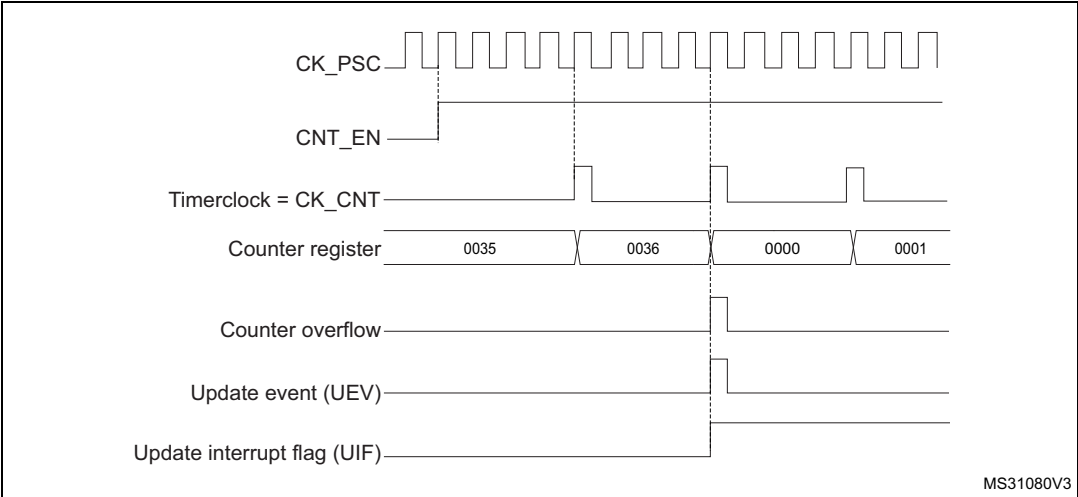 CK_PSC
CNT_EN
Timerclock = CK_CNT
Counter register 0035 0036 0000 0001
Counter overflow
Update event (UEV)
Update interrupt flag (UIF)
MS31080V3